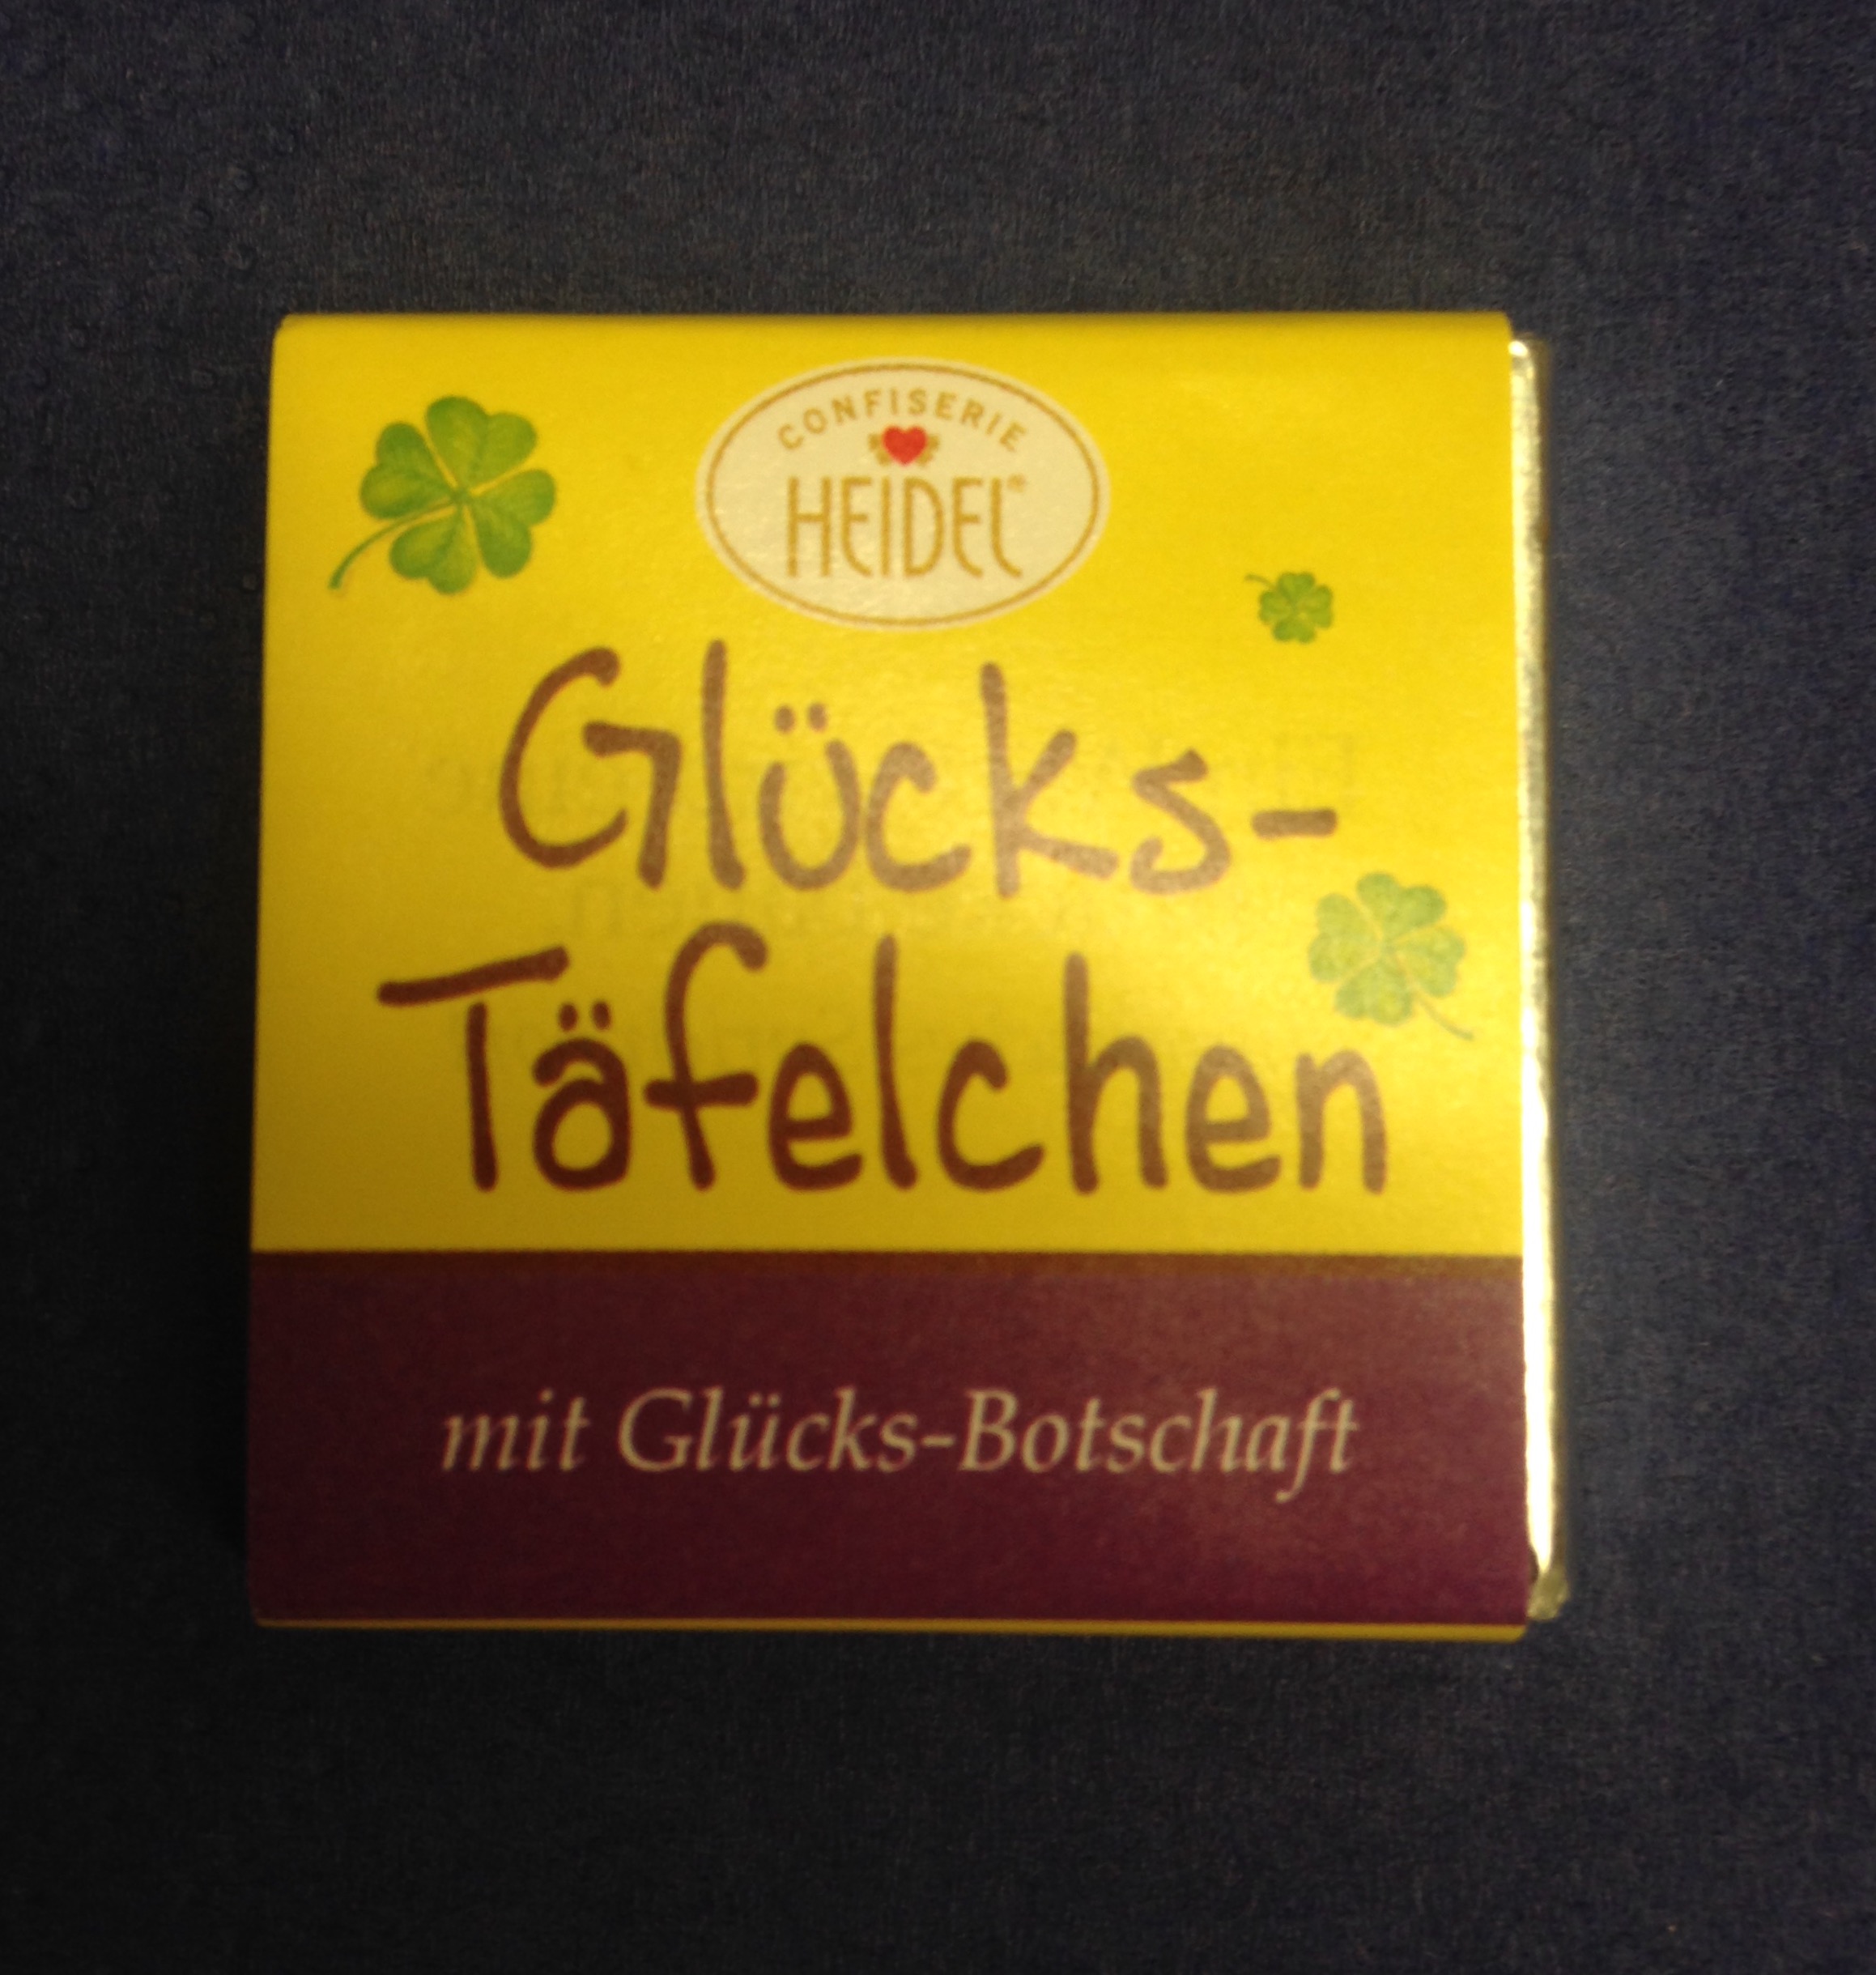 CONFISERIE
HEIDEL®
Glücks-
Täfelchen
mit Glücks-Botschaft